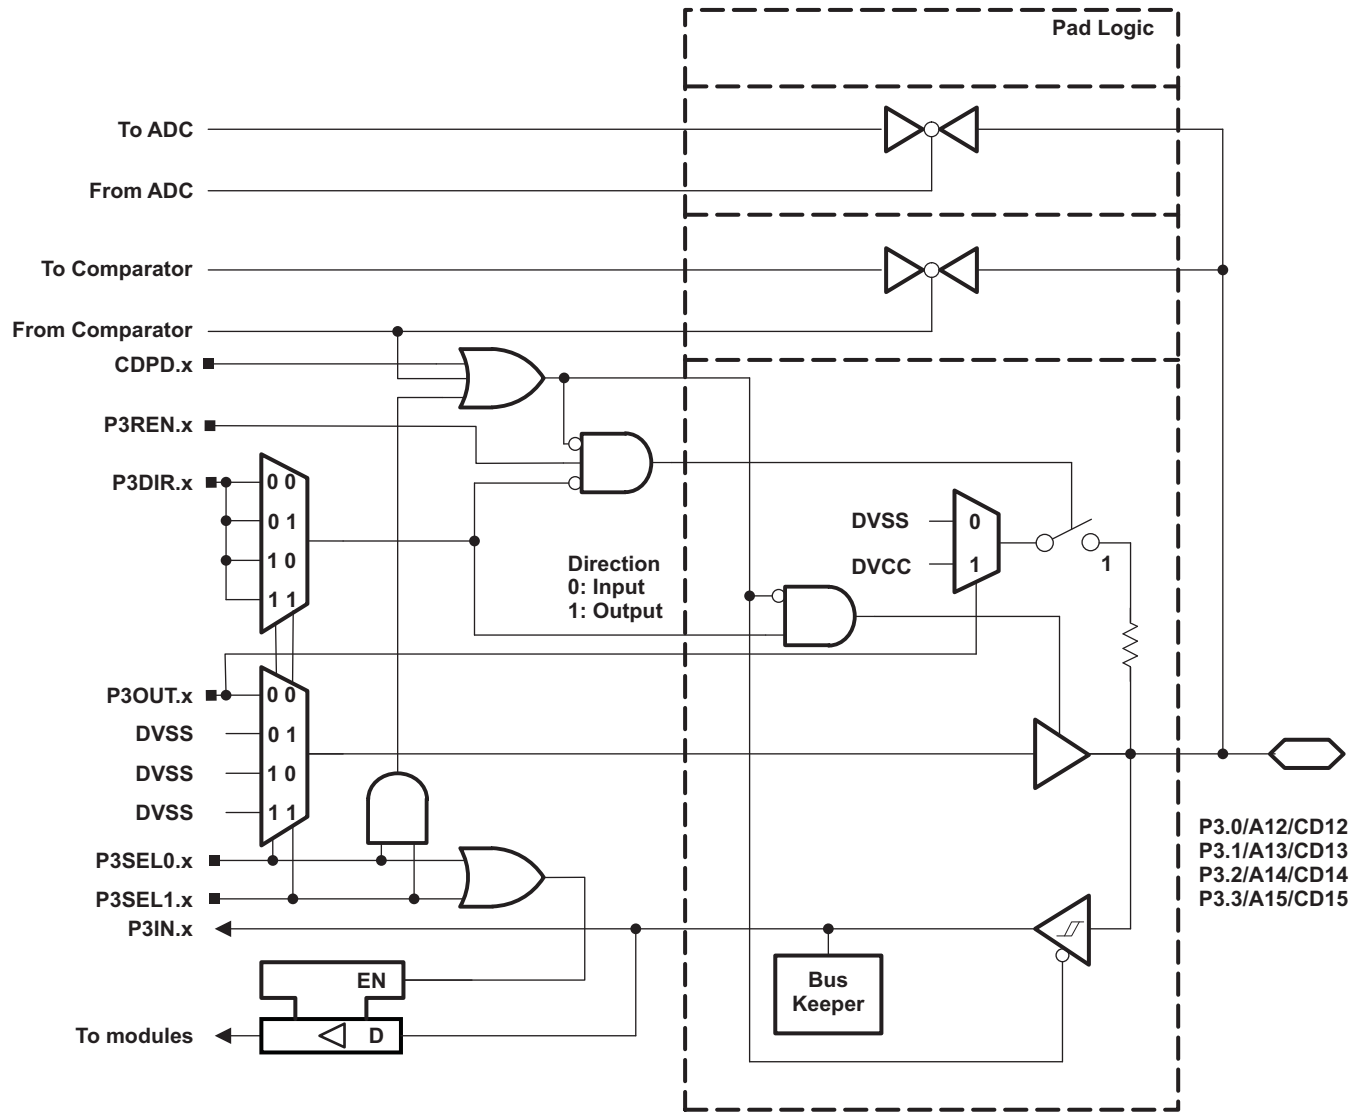 Pad Logic
To ADC
From ADC
To Comparator
From Comparator
CDPD.x
P3REN.x
P3DIR.x
0 0
0 1
1 0
1 1
Direction
0: Input
1: Output
DVSS
DVCC
0
1
1
P3OUT.x
DVSS
DVSS
DVSS
0 0
0 1
1 0
1 1
P3SEL0.x
P3SEL1.x
P3IN.x
EN
D
To modules
Bus
Keeper
P3.0/A12/CD12
P3.1/A13/CD13
P3.2/A14/CD14
P3.3/A15/CD15